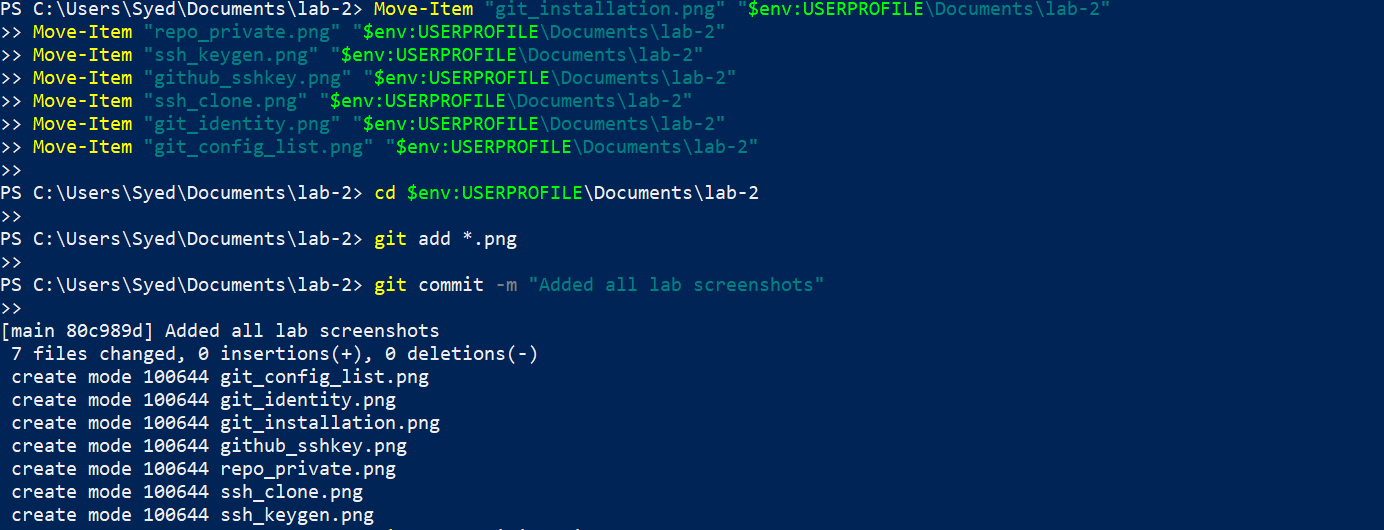 PS C:\Users\Syed\Documents\lab-2> Move-Item "git_installation.png" "$env:USERPROFILE\Documents\lab-2"
>> Move-Item "repo_private.png" "$env:USERPROFILE\Documents\lab-2"
>> Move-Item "ssh_keygen.png" "$env:USERPROFILE\Documents\lab-2"
>> Move-Item "github_sshkey.png" "$env:USERPROFILE\Documents\lab-2"
>> Move-Item "ssh_clone.png" "$env:USERPROFILE\Documents\lab-2"
>> Move-Item "git_identity.png" "$env:USERPROFILE\Documents\lab-2"
>> Move-Item "git_config_list.png" "$env:USERPROFILE\Documents\lab-2"
>>
PS C:\Users\Syed\Documents\lab-2> cd $env:USERPROFILE\Documents\lab-2
>>
PS C:\Users\Syed\Documents\lab-2> git add *.png
>>
PS C:\Users\Syed\Documents\lab-2> git commit -m "Added all lab screenshots"
>>
[main 80c989d] Added all lab screenshots
 7 files changed, 0 insertions(+), 0 deletions(-)
 create mode 100644 git_config_list.png
 create mode 100644 git_identity.png
 create mode 100644 git_installation.png
 create mode 100644 github_sshkey.png
 create mode 100644 repo_private.png
 create mode 100644 ssh_clone.png
 create mode 100644 ssh_keygen.png